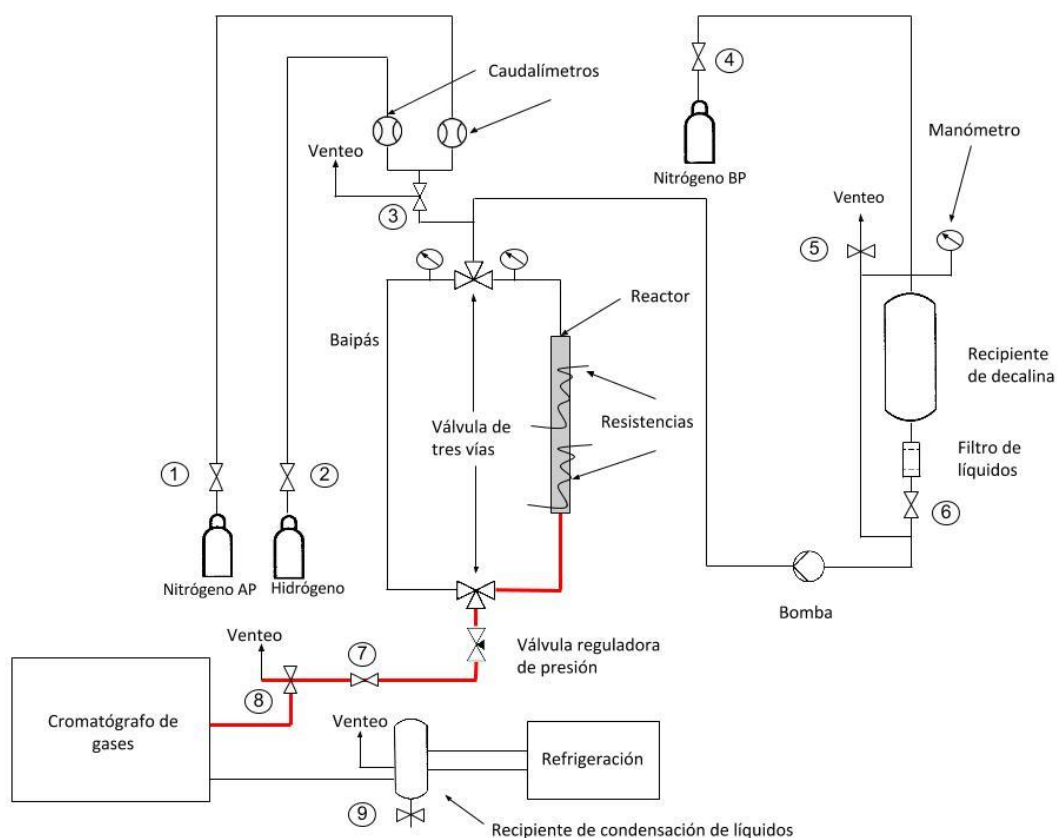 4
Caudalímetros
Manómetro
Venteo
Nitrógeno BP
Venteo
3
5
Reactor
Baipás
Recipiente
de decalina
Válvula de
tres vías
Resistencias
Filtro de
líquidos
1
2
6
Nitrógeno AP
Hidrógeno
Bomba
Venteo
7
Válvula reguladora
de presión
8
Cromatógrafo de
gases
Venteo
Refrigeración
9
Recipiente de condensación de líquidos